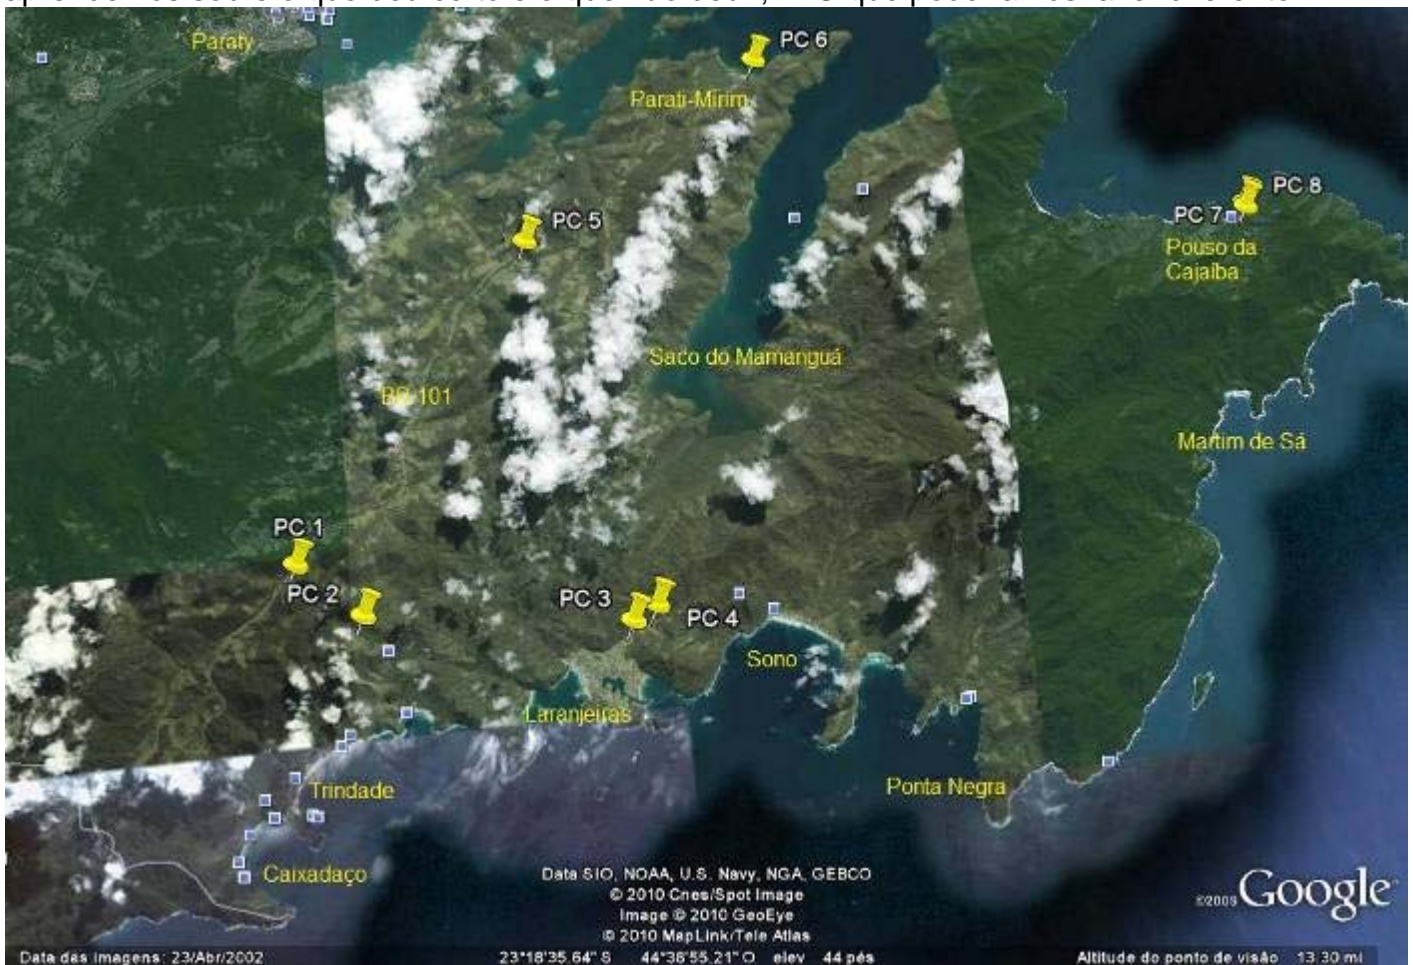 Paraty
PC 6
Parati-Mirim
PC 8
PC 7
PC 5
Pouso da
Cajaíba
Saco do Mamanguá
BR-101
Martim de Sá
PC 1
PC 2
PC 3
PC 4
Sono
Laranjeiras
Ponta Negra
Trindade
Caixadaço
Data SIO, NOAA, U.S. Navy, NGA, GEBCO
© 2010 Cnes/Spot Image
Image © 2010 GeoEye
© 2010 MapLink/Tele Atlas
©2009 Google
Data das imagens: 23/Abr/2002 23°18'35.64" S 44°38'55.21" O elev 44 pés Altitude do ponto de visão 13.30 mi